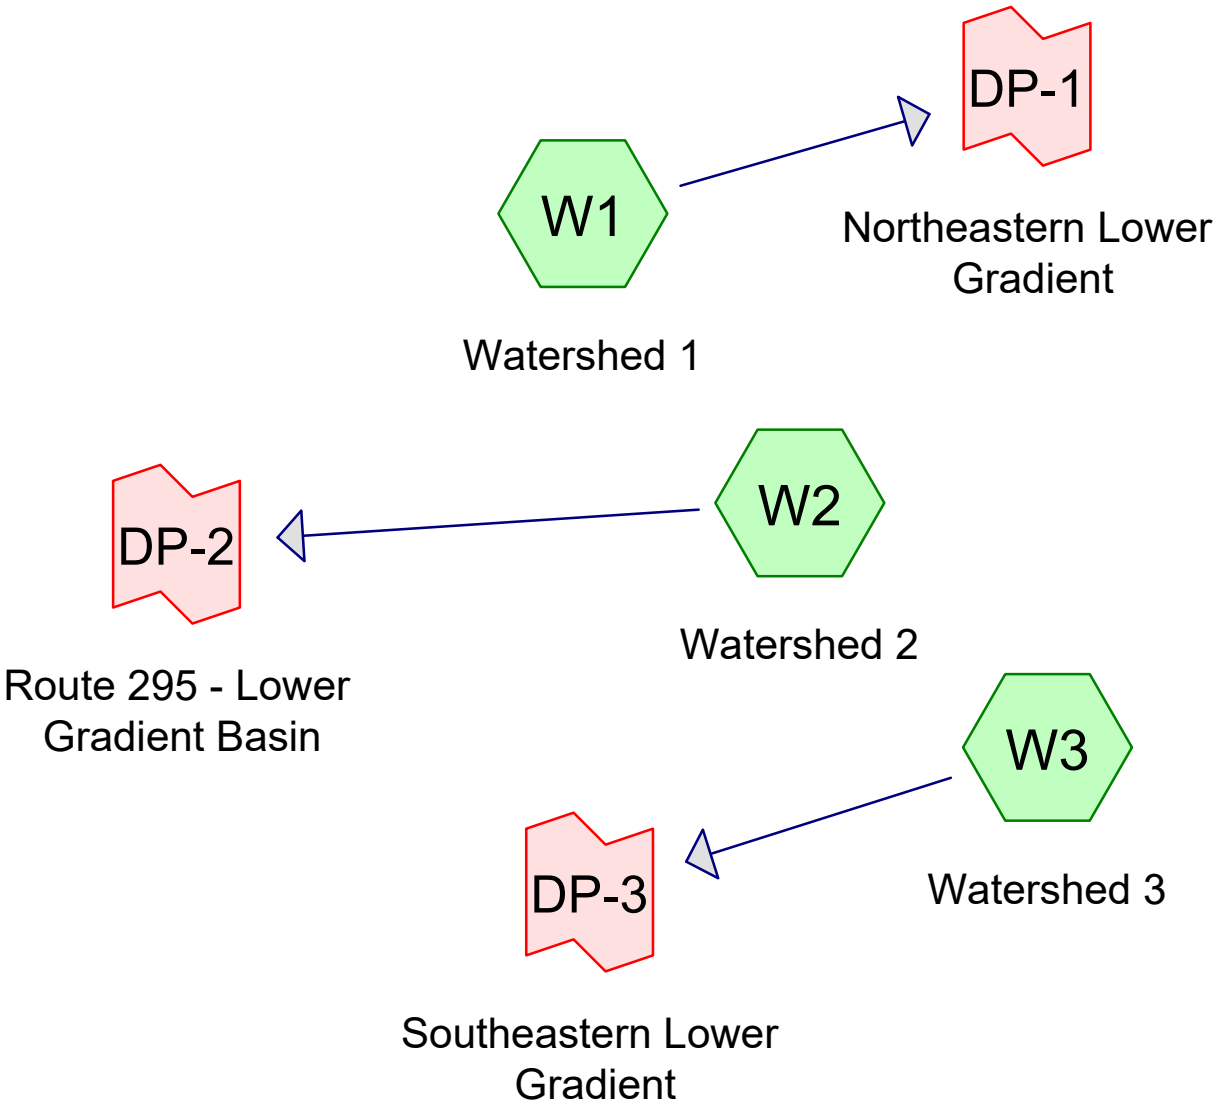 DP-1
Northeastern Lower
Gradient
W1
Watershed 1
W2
Watershed 2
DP-2
Route 295 - Lower
Gradient Basin
W3
Watershed 3
DP-3
Southeastern Lower
Gradient